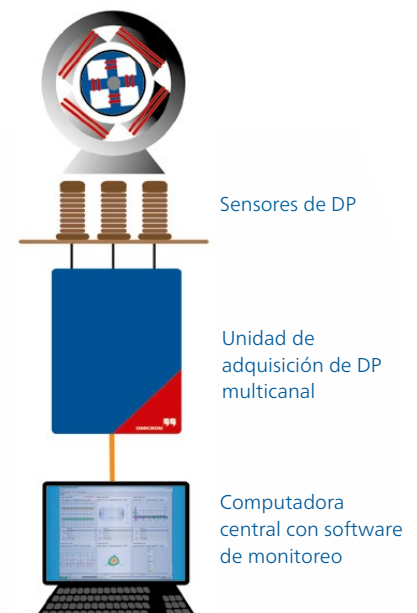 Sensores de DP
Unidad de
adquisición de DP
multicanal
OMICRON
Computadora
central con software
de monitoreo